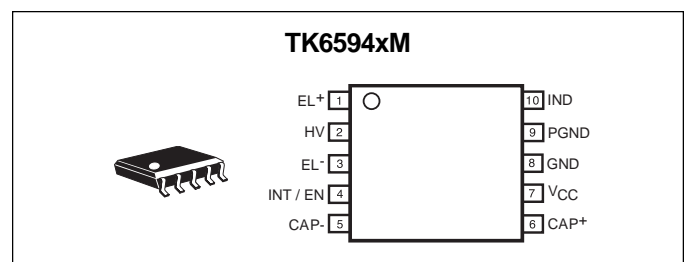 TK6594xM
EL+ 1
HV 2
EL- 3
INT / EN 4
CAP- 5
10 IND
9 PGND
8 GND
7 VCC
6 CAP+